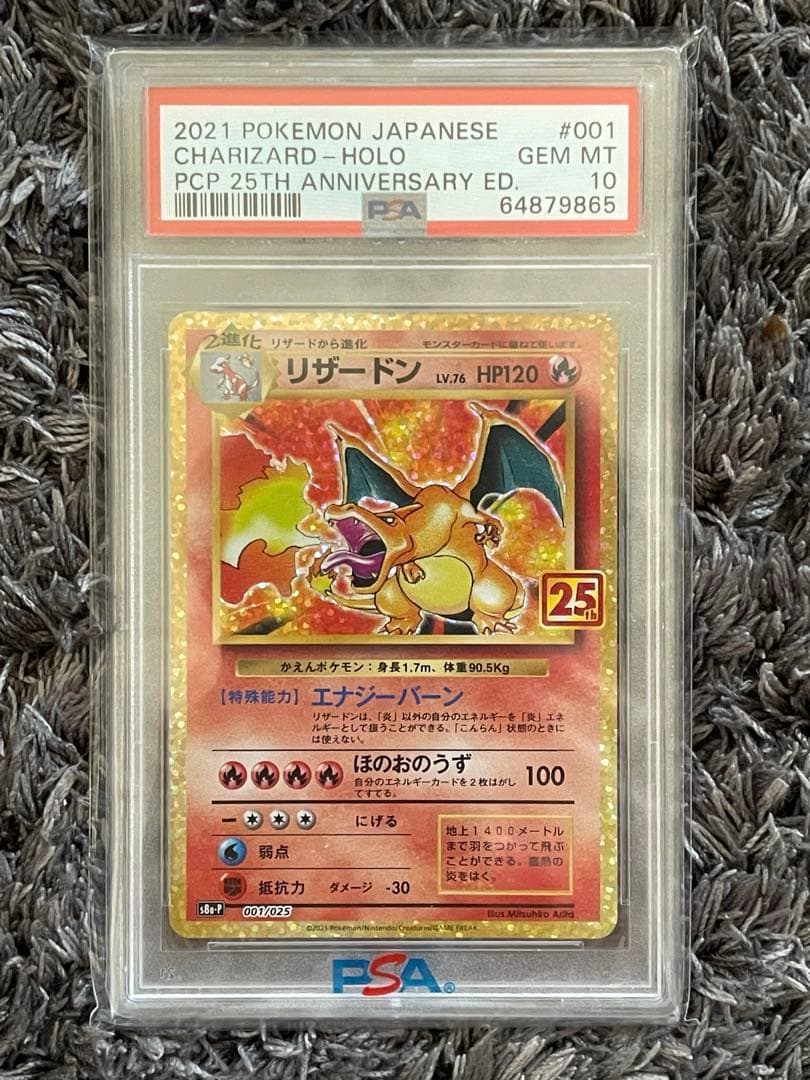 2021 POKEMON JAPANESE #001
CHARIZARD-HOLO GEM MT
PCP 25TH ANNIVERSARY ED. 10
PSA 64879865
2進化 リザードから進化 モンスターカードに重ねて使います。
リザードン LV.76 HP120
25th
かえんポケモン：身長1.7m、体重90.5Kg
【特殊能力】エナジーバーン
リザードンは、「炎」以外の自分のエネルギーを「炎」エネ
ルギーとして扱うことができる。「こんらん」状態のときに
は使えない。
ほのおのうず 100
自分のエネルギーカードを2枚はがし
てすてる。
にげる
弱点
抵抗力 ダメージ -30
地上1400メートル
まで羽をつかって飛ぶ
ことができる。高熱の
炎をはく。
s8a-P 001/025 Illus.Mitsuhiro Arita
©2021 Pokémon/Nintendo/Creatures/GAME FREAK.
PSA®